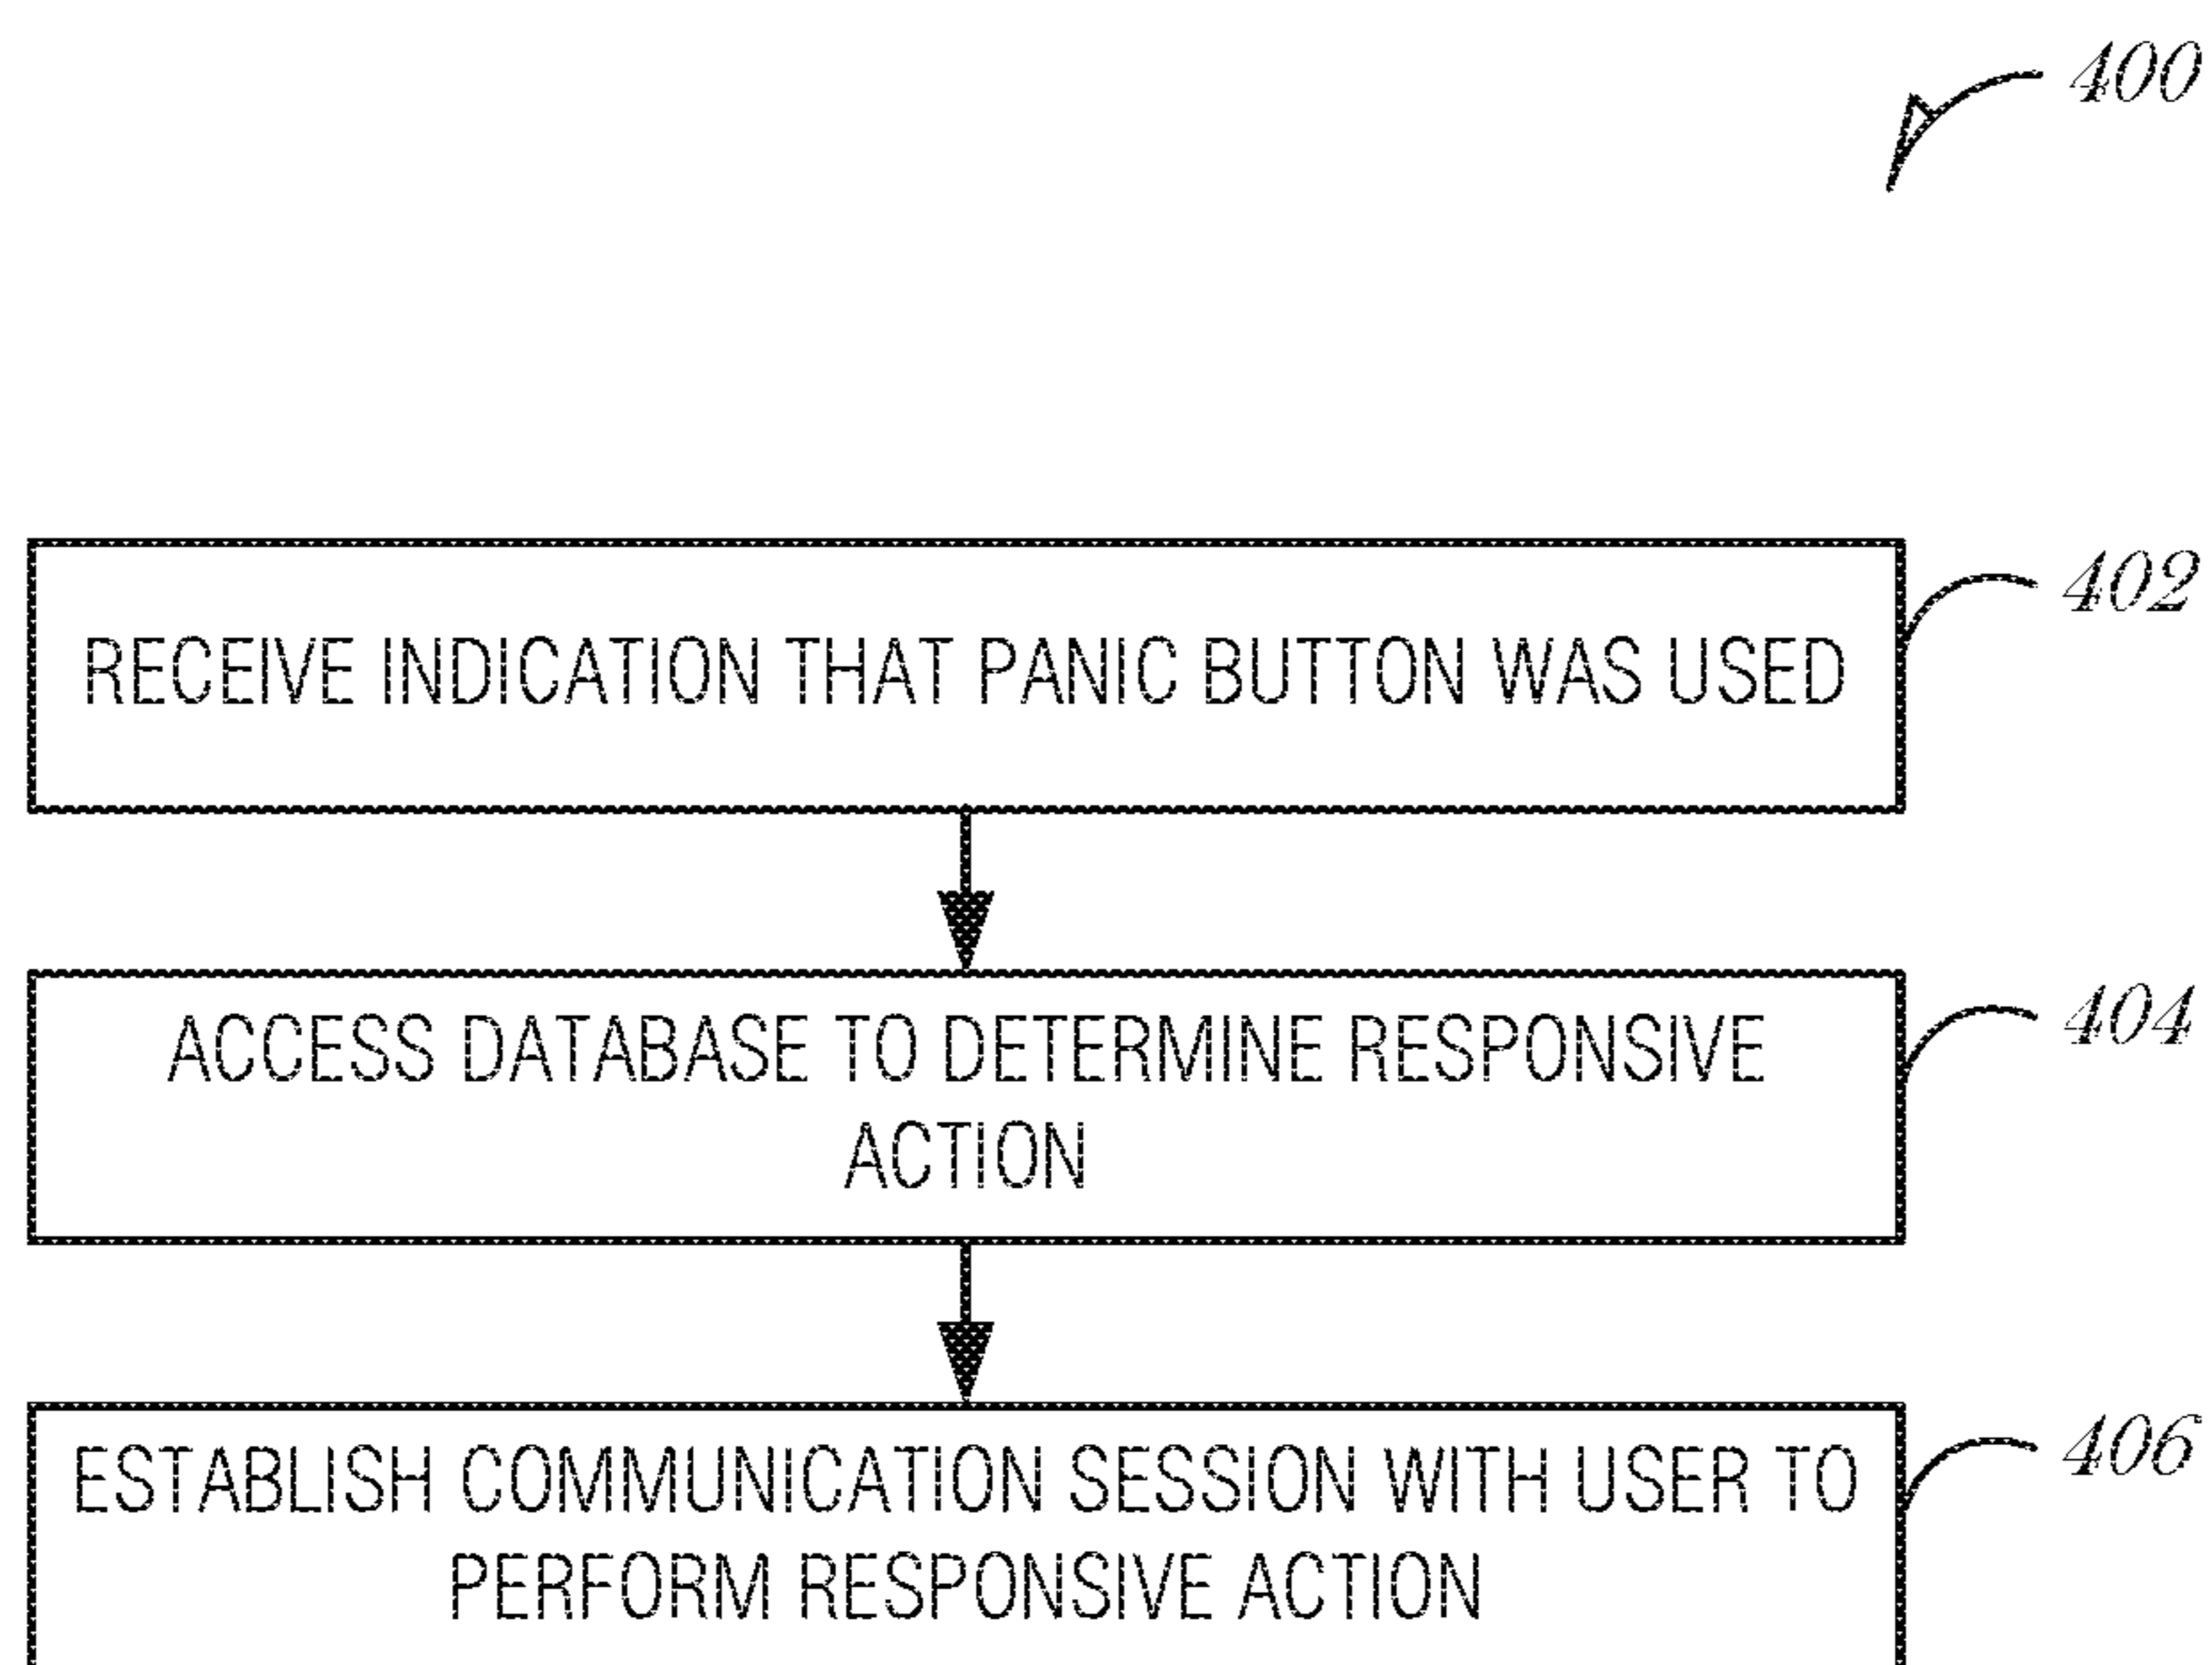 400
402
RECEIVE INDICATION THAT PANIC BUTTON WAS USED
404
ACCESS DATABASE TO DETERMINE RESPONSIVE
ACTION
406
ESTABLISH COMMUNICATION SESSION WITH USER TO
PERFORM RESPONSIVE ACTION